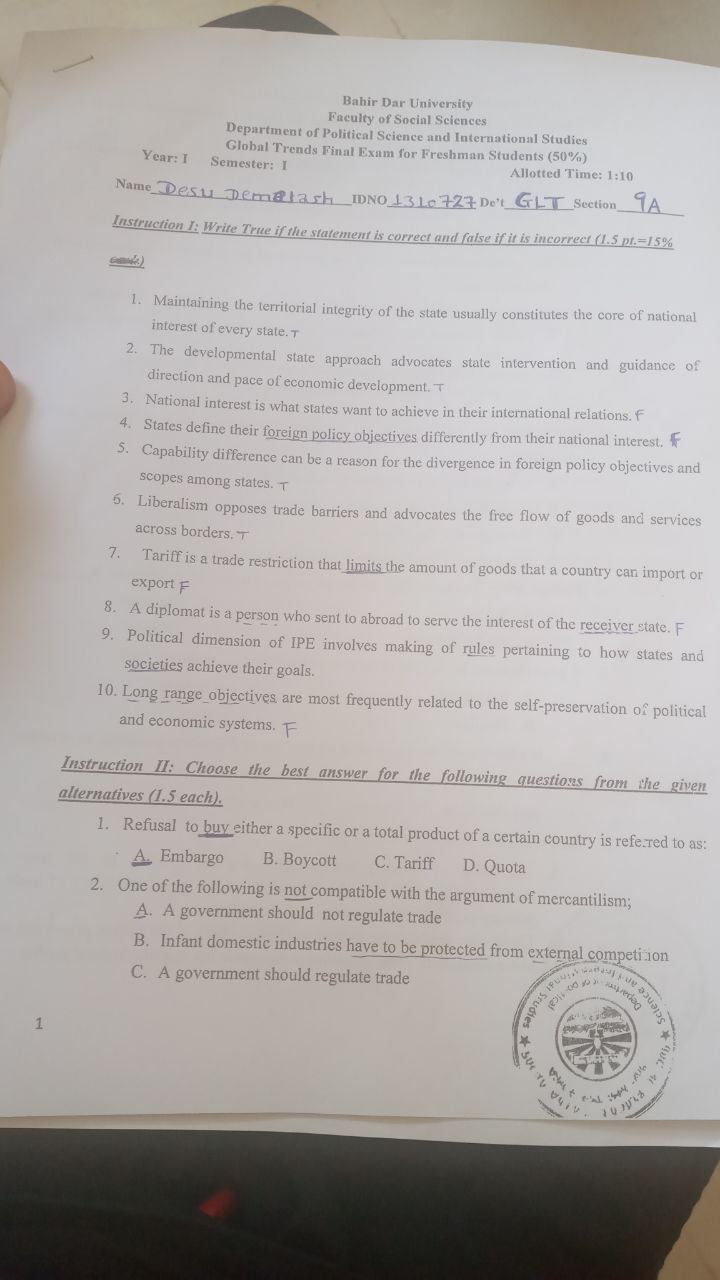 Bahir Dar University
Faculty of Social Sciences
Department of Political Science and International Studies
Global Trends Final Exam for Freshman Students (50%)
Year: I Semester: I
Allotted Time: 1:10
Name Desu Demelash IDNO 1310727 De't GLT Section 9A
Instruction I: Write True if the statement is correct and false if it is incorrect (1.5 pt.=15%
1. Maintaining the territorial integrity of the state usually constitutes the core of national
interest of every state. T
2. The developmental state approach advocates state intervention and guidance of
direction and pace of economic development. T
3. National interest is what states want to achieve in their international relations. F
4. States define their foreign policy objectives differently from their national interest. F
5. Capability difference can be a reason for the divergence in foreign policy objectives and
scopes among states. T
6. Liberalism opposes trade barriers and advocates the free flow of goods and services
across borders. T
7. Tariff is a trade restriction that limits the amount of goods that a country can import or
export F
8. A diplomat is a person who sent to abroad to serve the interest of the receiver state. F
9. Political dimension of IPE involves making of rules pertaining to how states and
societies achieve their goals.
10. Long range objectives are most frequently related to the self-preservation of political
and economic systems. F
Instruction II: Choose the best answer for the following questions from the given
alternatives (1.5 each).
1. Refusal to buy either a specific or a total product of a certain country is referred to as:
A. Embargo B. Boycott C. Tariff D. Quota
2. One of the following is not compatible with the argument of mercantilism;
A. A government should not regulate trade
B. Infant domestic industries have to be protected from external competition
C. A government should regulate trade
1